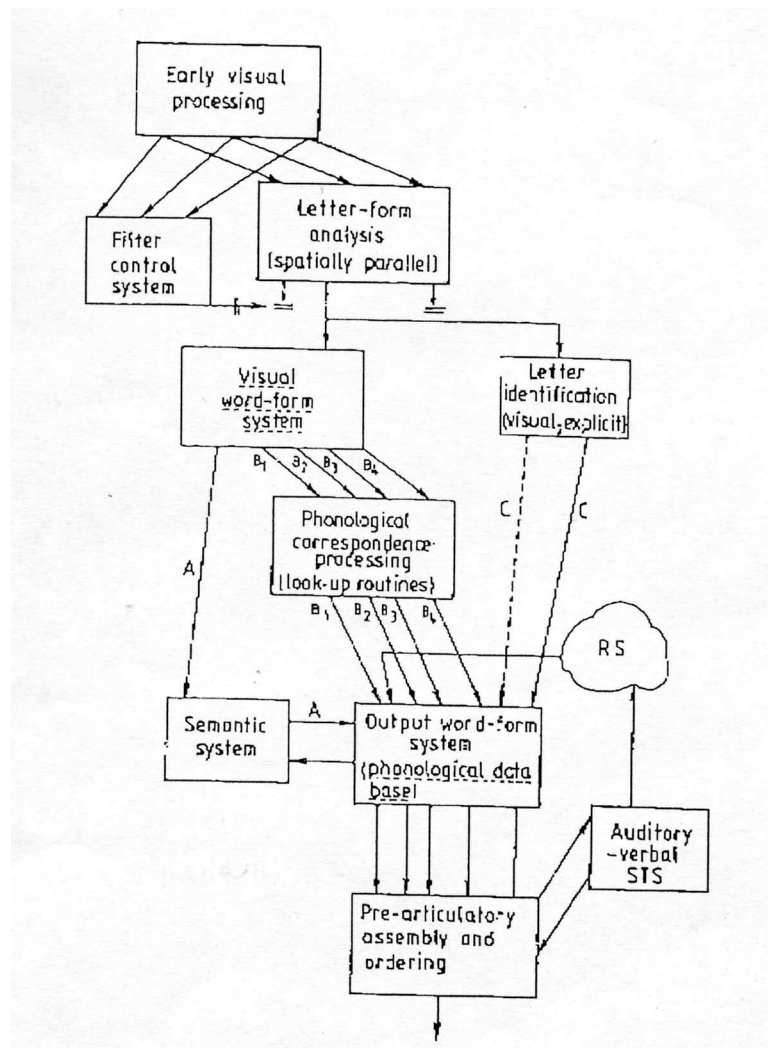 Early visual
processing
Letter-form
analysis
(spatially parallel)
Filter
control
system
Visual
word-form
system
Letter
identification
(visual, explicit)
B1
B2
B3
B4
Phonological
correspondence-
processing
(look-up routines)
A
C
C
B1
B2
B3
B4
RS
Semantic
system
A
Output word-form
system
(phonological data
base)
Auditory
-verbal
STS
Pre-articulatory
assembly and
ordering